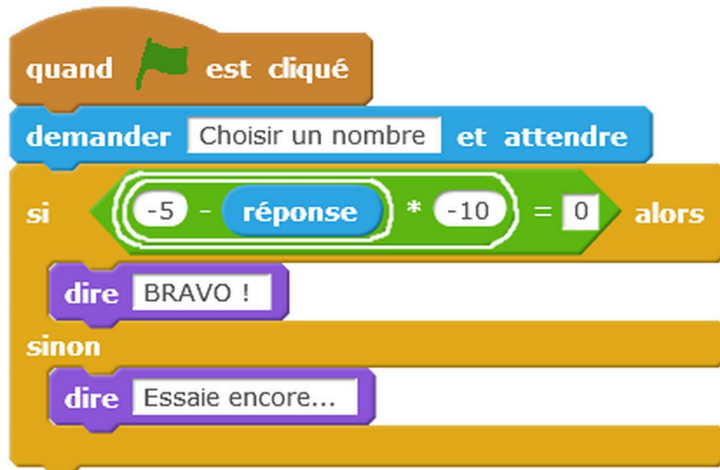 quand est cliqué
demander Choisir un nombre et attendre
si -5 - réponse * -10 = 0 alors
dire BRAVO !
sinon
dire Essaie encore...